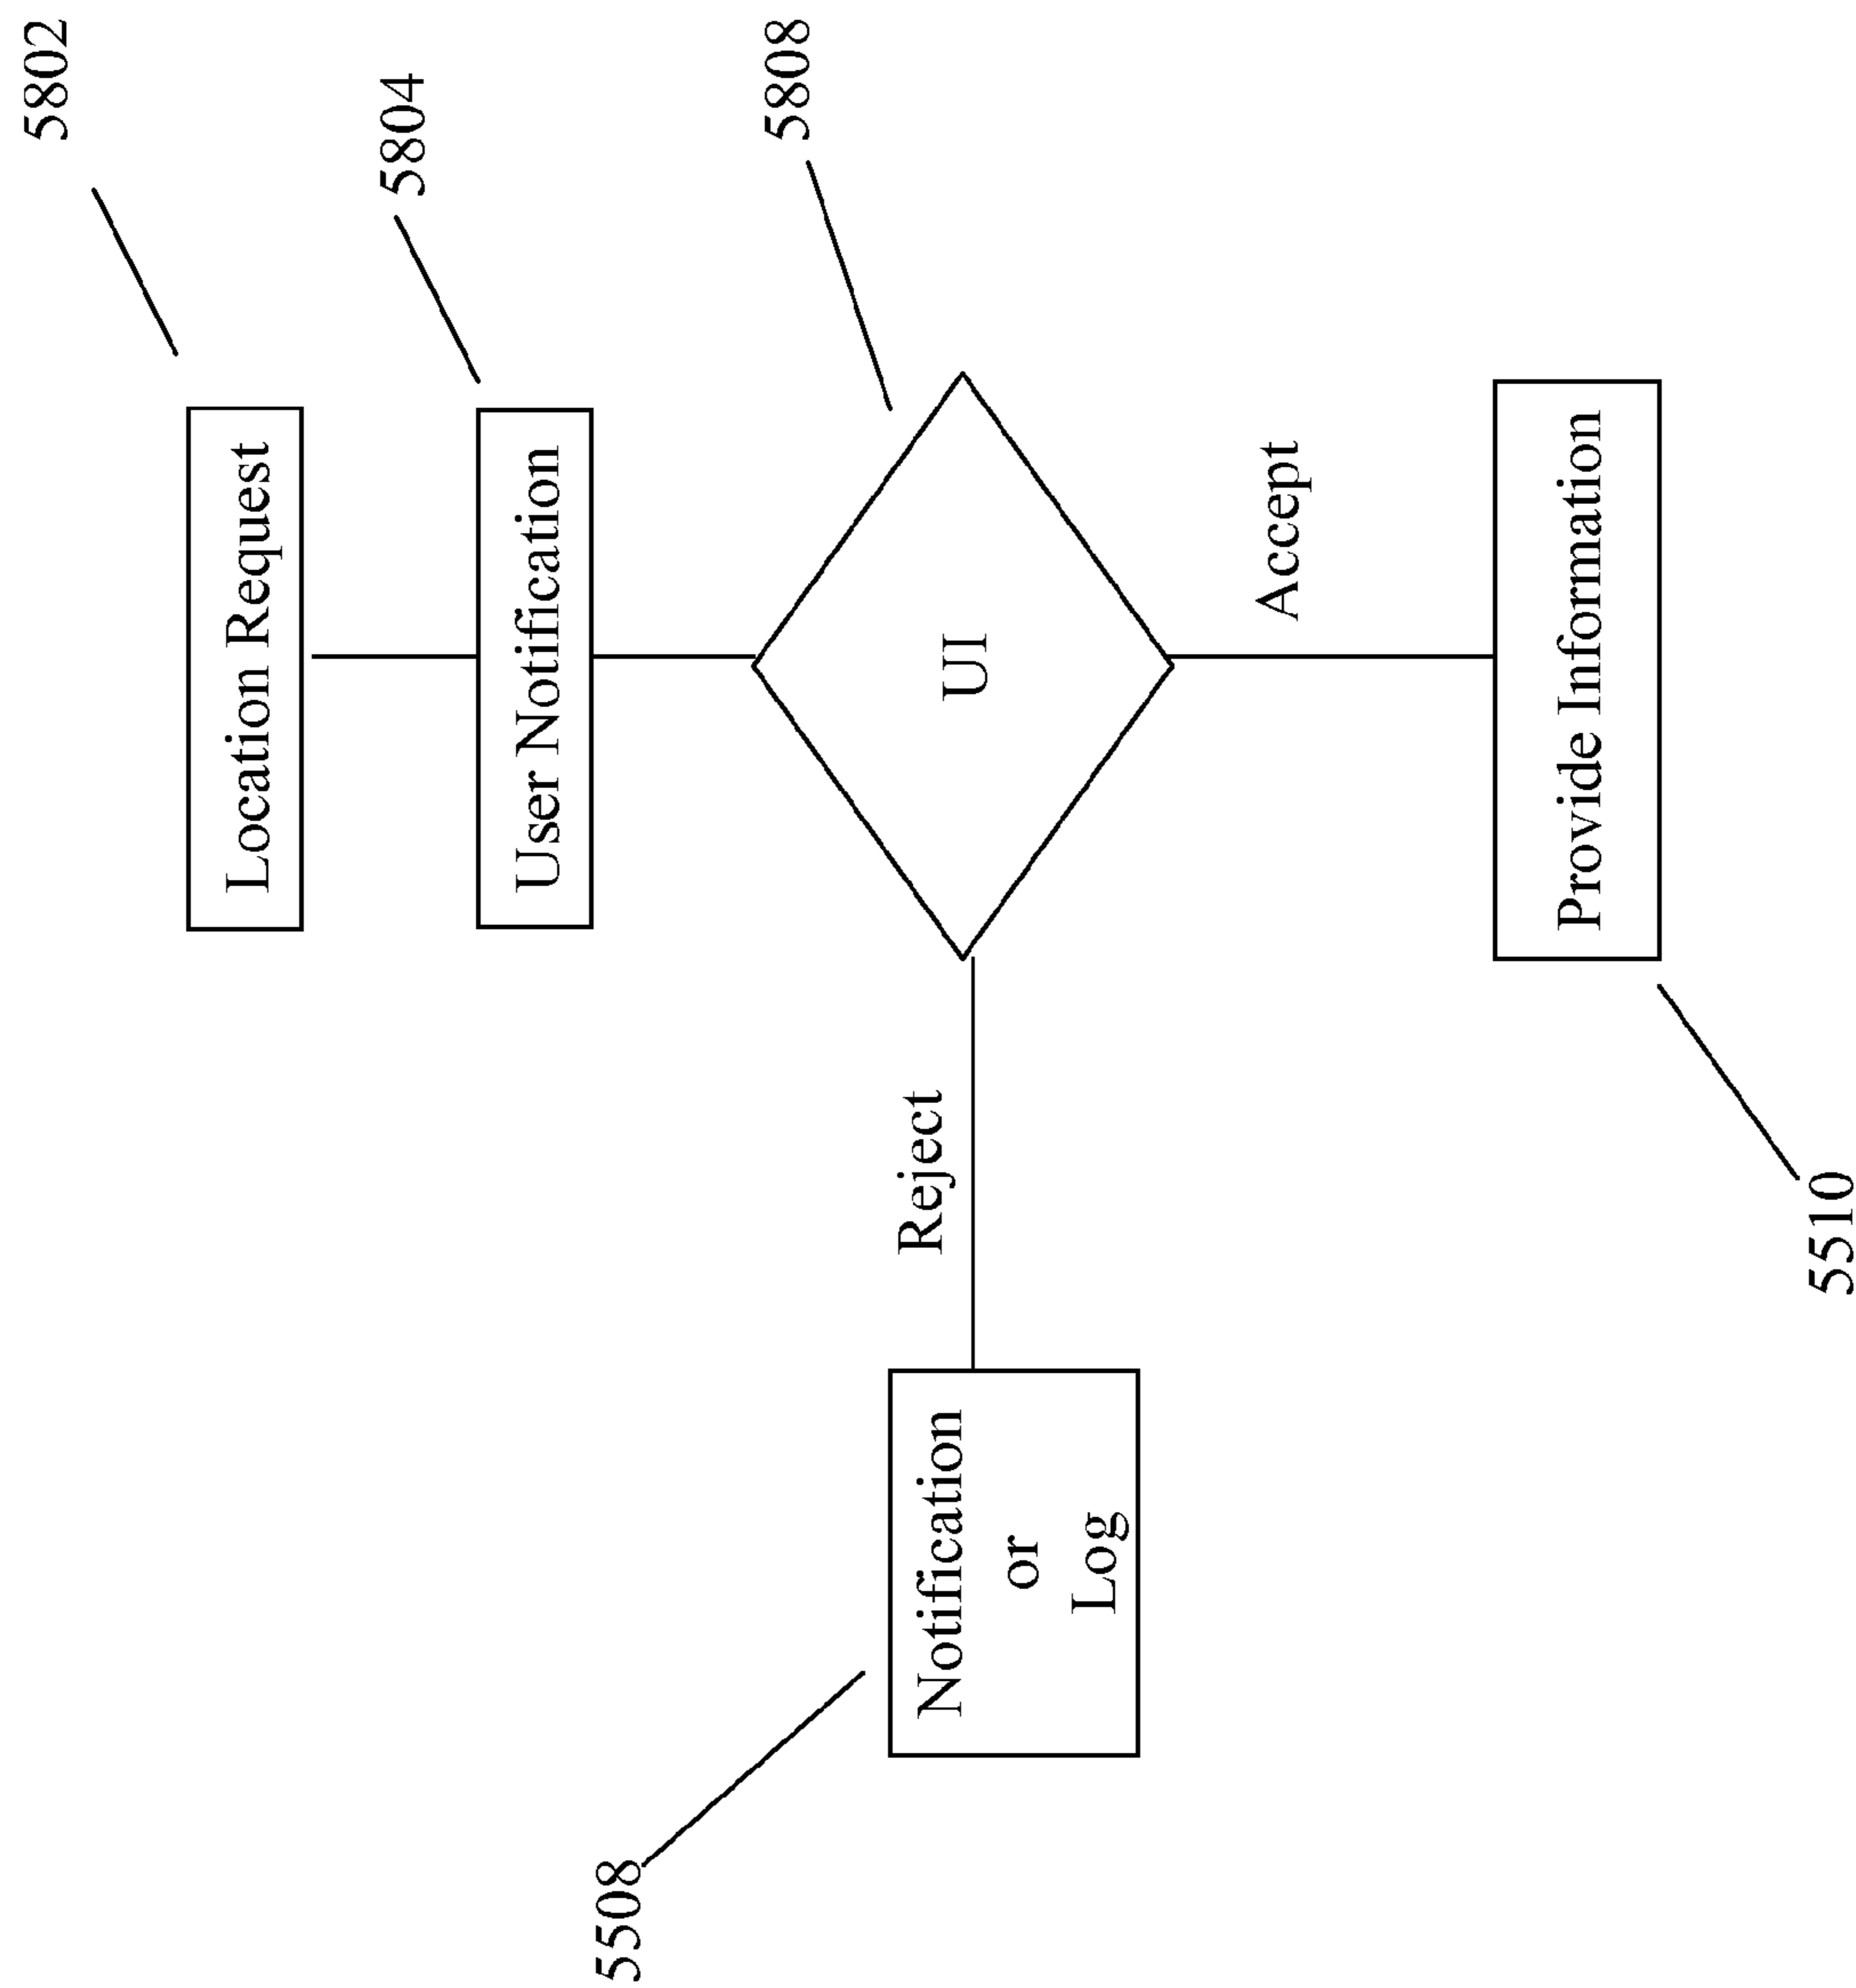 5802
Location Request
5804
User Notification
5808
UI
Reject
Accept
Notification
or
Log
5508
Provide Information
5510